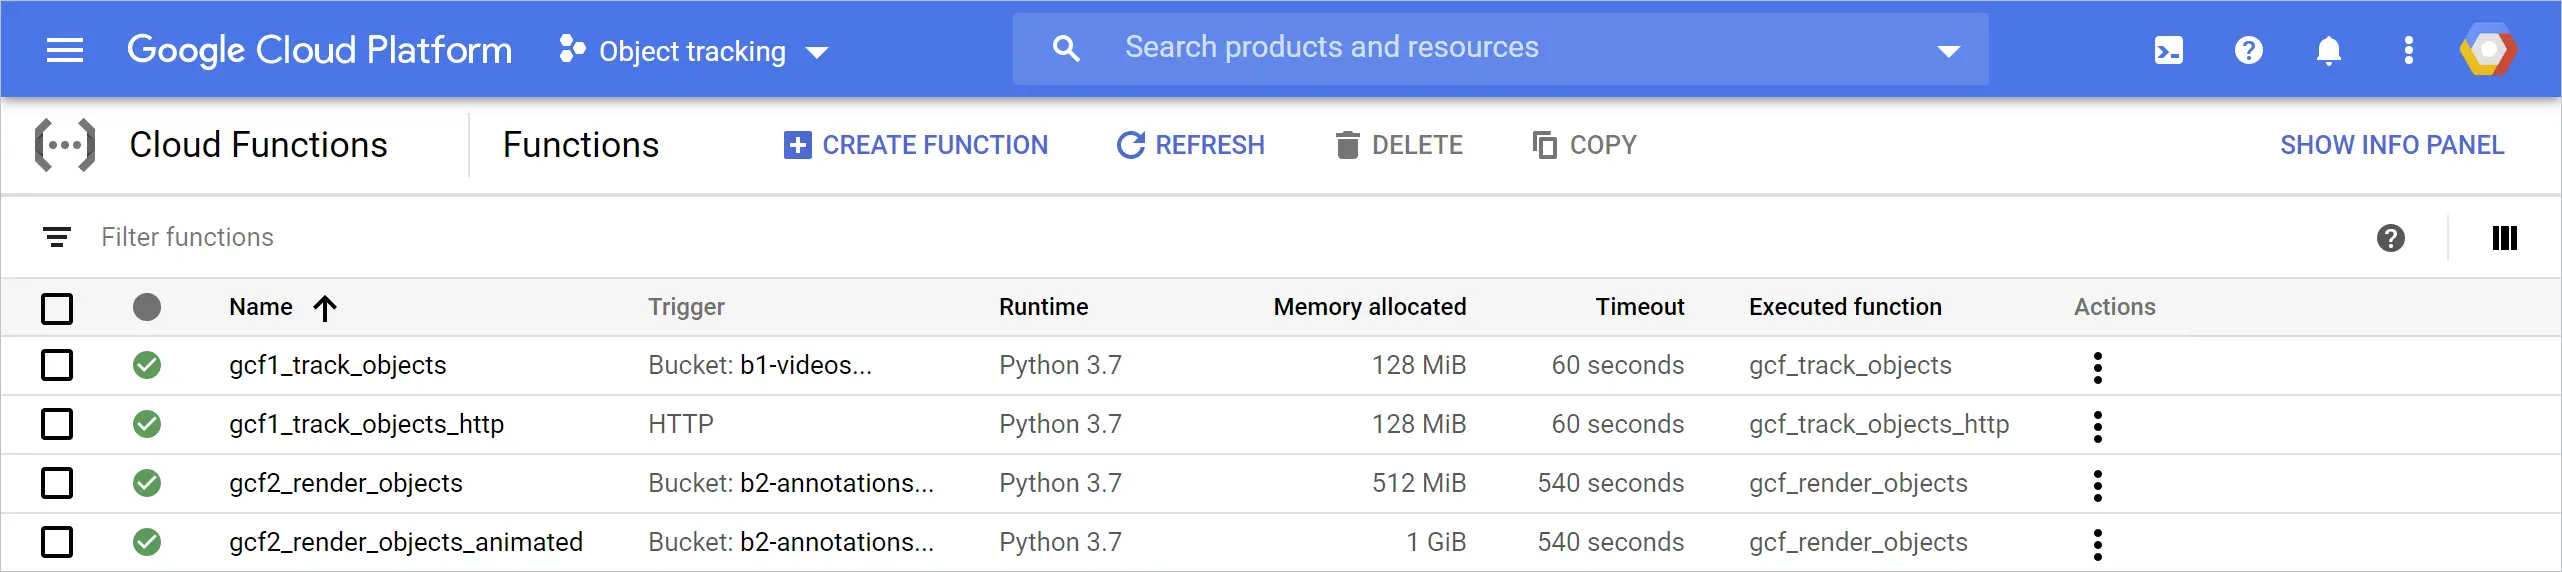 Google Cloud Platform Object tracking Search products and resources
Cloud Functions Functions CREATE FUNCTION REFRESH DELETE COPY SHOW INFO PANEL
Filter functions
Name Trigger Runtime Memory allocated Timeout Executed function Actions
gcf1_track_objects Bucket: b1-videos... Python 3.7 128 MiB 60 seconds gcf_track_objects
gcf1_track_objects_http HTTP Python 3.7 128 MiB 60 seconds gcf_track_objects_http
gcf2_render_objects Bucket: b2-annotations... Python 3.7 512 MiB 540 seconds gcf_render_objects
gcf2_render_objects_animated Bucket: b2-annotations... Python 3.7 1 GiB 540 seconds gcf_render_objects